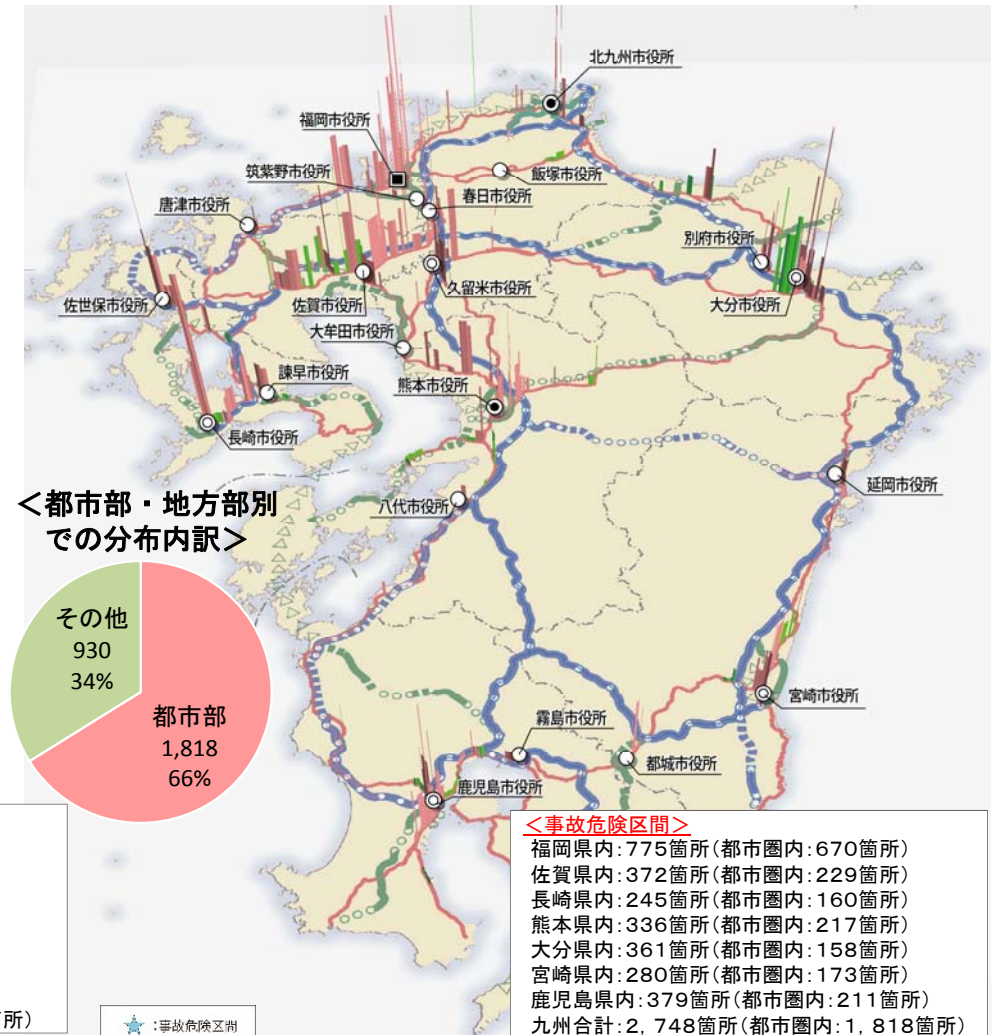 北九州市役所
福岡市役所
筑紫野市役所
飯塚市役所
春日市役所
唐津市役所
別府市役所
佐世保市役所
佐賀市役所
久留米市役所
大分市役所
大牟田市役所
諫早市役所
熊本市役所
長崎市役所
延岡市役所
八代市役所
＜都市部・地方部別
での分布内訳＞
その他
930
34%
都市部
1,818
66%
宮崎市役所
霧島市役所
都城市役所
鹿児島市役所
＜事故危険区間＞
福岡県内：775箇所（都市圏内：670箇所）
佐賀県内：372箇所（都市圏内：229箇所）
長崎県内：245箇所（都市圏内：160箇所）
熊本県内：336箇所（都市圏内：217箇所）
大分県内：361箇所（都市圏内：158箇所）
宮崎県内：280箇所（都市圏内：173箇所）
鹿児島県内：379箇所（都市圏内：211箇所）
九州合計：2，748箇所（都市圏内：1，818箇所）
所）
：事故危険区間